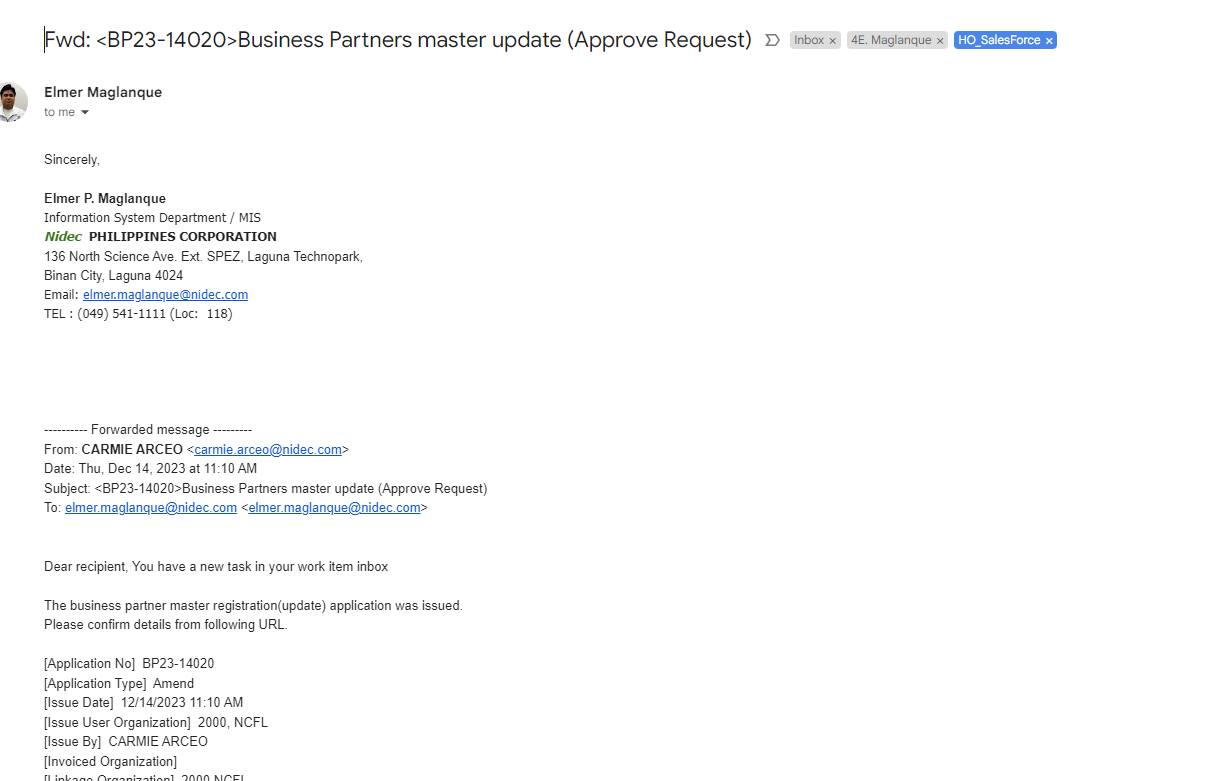 Fwd: <BP23-14020>Business Partners master update (Approve Request) Inbox × 4E. Maglanque × HO_SalesForce ×
Elmer Maglanque
to me
Sincerely,
Elmer P. Maglanque
Information System Department / MIS
Nidec PHILIPPINES CORPORATION
136 North Science Ave. Ext. SPEZ, Laguna Technopark,
Binan City, Laguna 4024
Email: elmer.maglanque@nidec.com
TEL : (049) 541-1111 (Loc:  118)
---------- Forwarded message ---------
From: CARMIE ARCEO <carmie.arceo@nidec.com>
Date: Thu, Dec 14, 2023 at 11:10 AM
Subject: <BP23-14020>Business Partners master update (Approve Request)
To: elmer.maglanque@nidec.com <elmer.maglanque@nidec.com>
Dear recipient, You have a new task in your work item inbox
The business partner master registration(update) application was issued.
Please confirm details from following URL.
[Application No]  BP23-14020
[Application Type]  Amend
[Issue Date]  12/14/2023 11:10 AM
[Issue User Organization]  2000, NCFL
[Issue By]  CARMIE ARCEO
[Invoiced Organization]
[Linkage Organization]  2000 NCFL